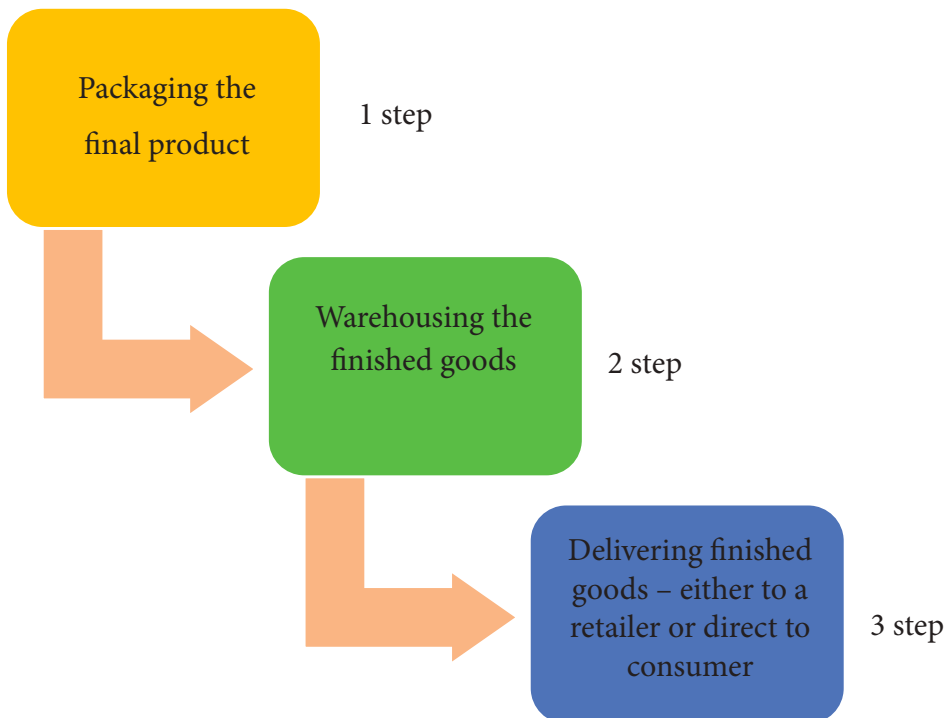 Packaging the
final product
1 step
Warehousing the
finished goods
2 step
Delivering finished
goods – either to a
retailer or direct to
consumer
3 step